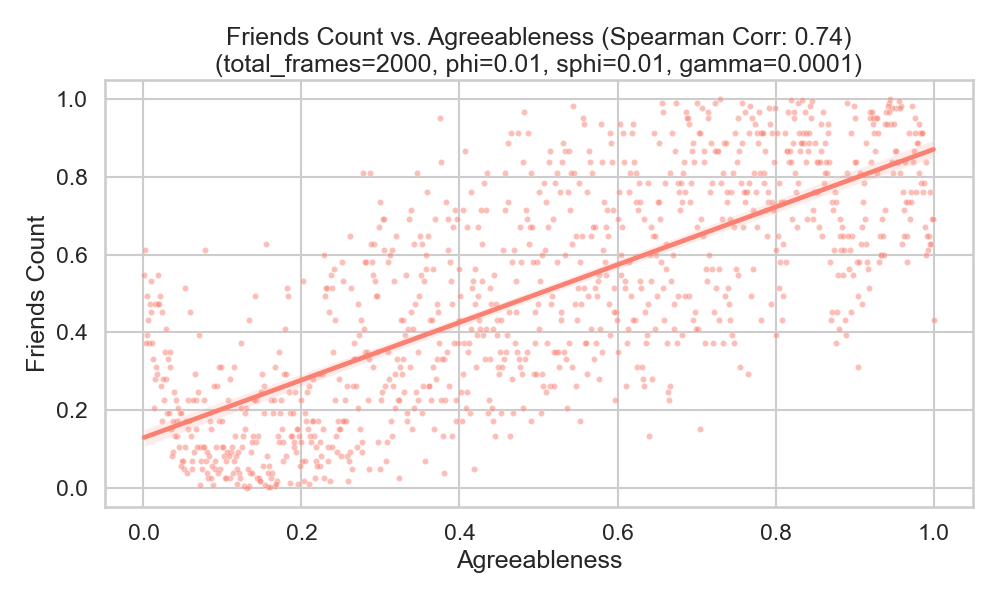 Friends Count vs. Agreeableness (Spearman Corr: 0.74)
(total_frames=2000, phi=0.01, sphi=0.01, gamma=0.0001)
1.0
0.8
0.6
0.4
0.2
0.0
Friends Count
0.0 0.2 0.4 0.6 0.8 1.0
Agreeableness